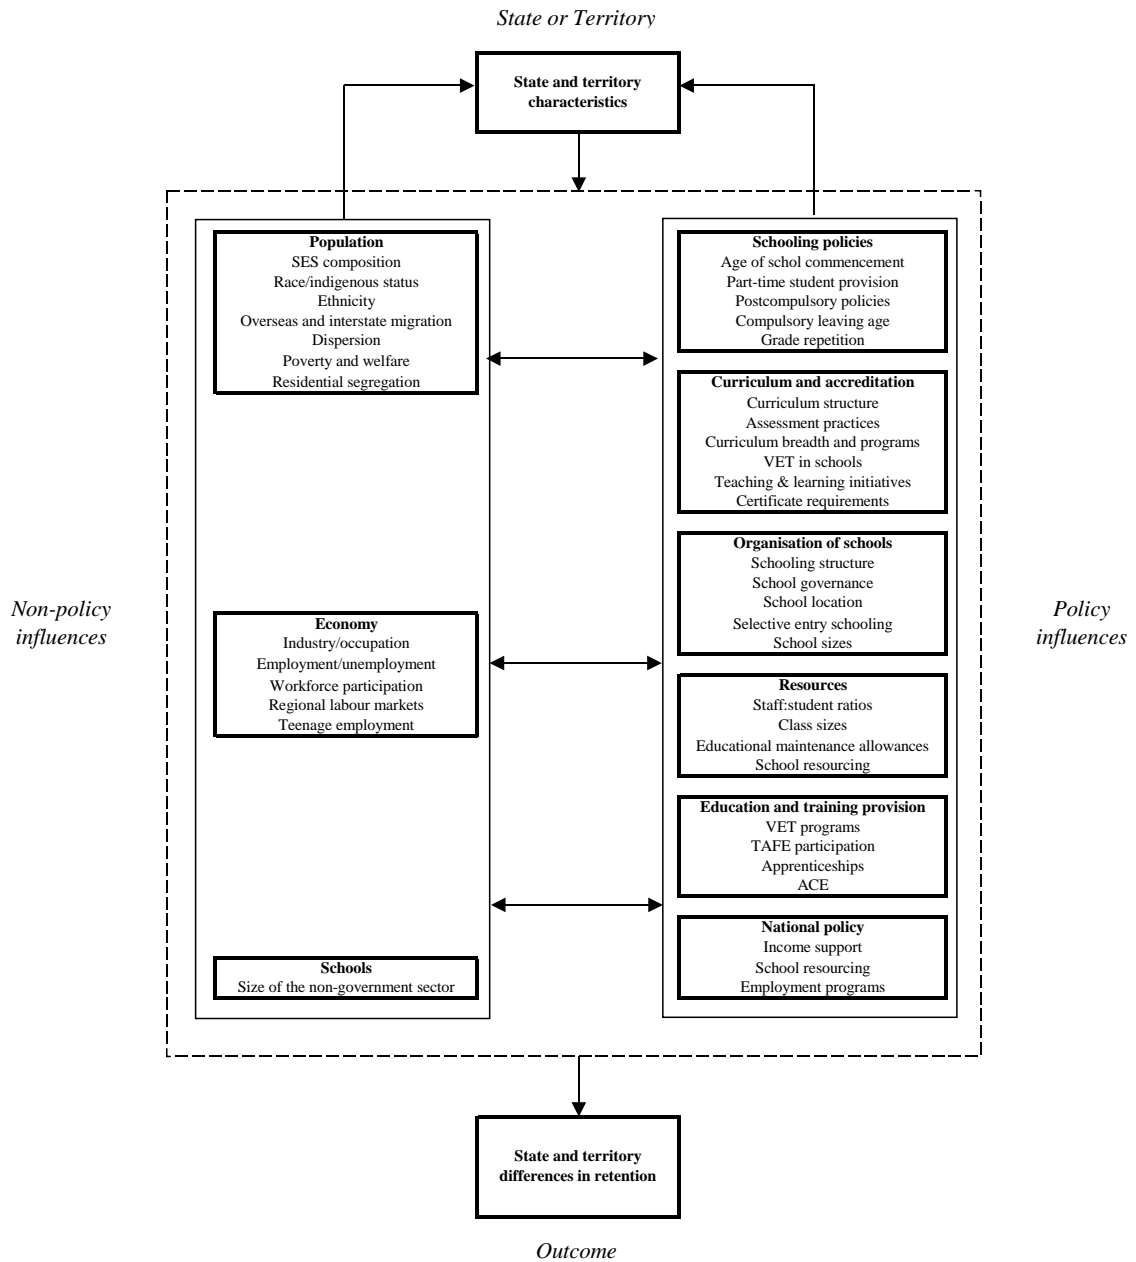 State or Territory
State and territory
characteristics
Population
SES composition
Race/indigenous status
Ethnicity
Overseas and interstate migration
Dispersion
Poverty and welfare
Residential segregation
Economy
Industry/occupation
Employment/unemployment
Workforce participation
Regional labour markets
Teenage employment
Schools
Size of the non-government sector
Schooling policies
Age of schol commencement
Part-time student provision
Postcompulsory policies
Compulsory leaving age
Grade repetition
Curriculum and accreditation
Curriculum structure
Assessment practices
Curriculum breadth and programs
VET in schools
Teaching & learning initiatives
Certificate requirements
Organisation of schools
Schooling structure
School governance
School location
Selective entry schooling
School sizes
Resources
Staff:student ratios
Class sizes
Educational maintenance allowances
School resourcing
Education and training provision
VET programs
TAFE participation
Apprenticeships
ACE
National policy
Income support
School resourcing
Employment programs
Non-policy
influences
Policy
influences
State and territory
differences in retention
Outcome